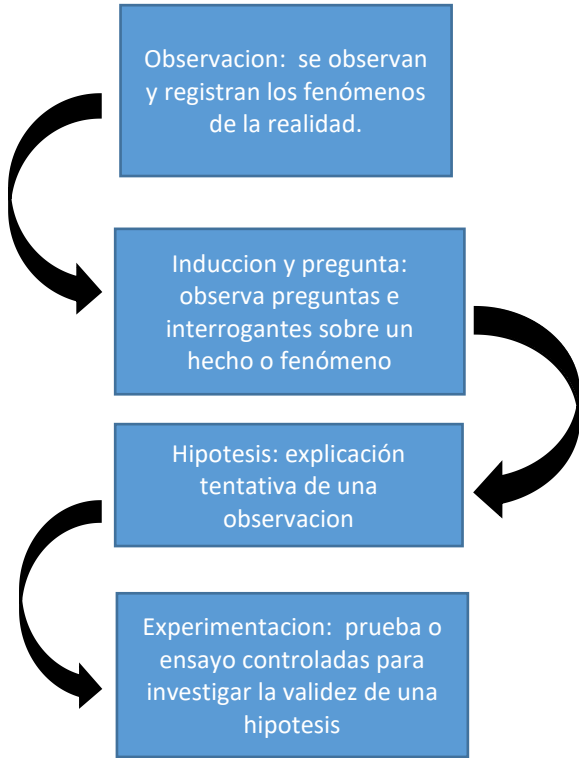 Observacion:  se observan
y registran los fenómenos
de la realidad.
Induccion y pregunta:
observa preguntas e
interrogantes sobre un
hecho o fenómeno
Hipotesis: explicación
tentativa de una
observacion
Experimentacion:  prueba o
ensayo controladas para
investigar la validez de una
hipotesis